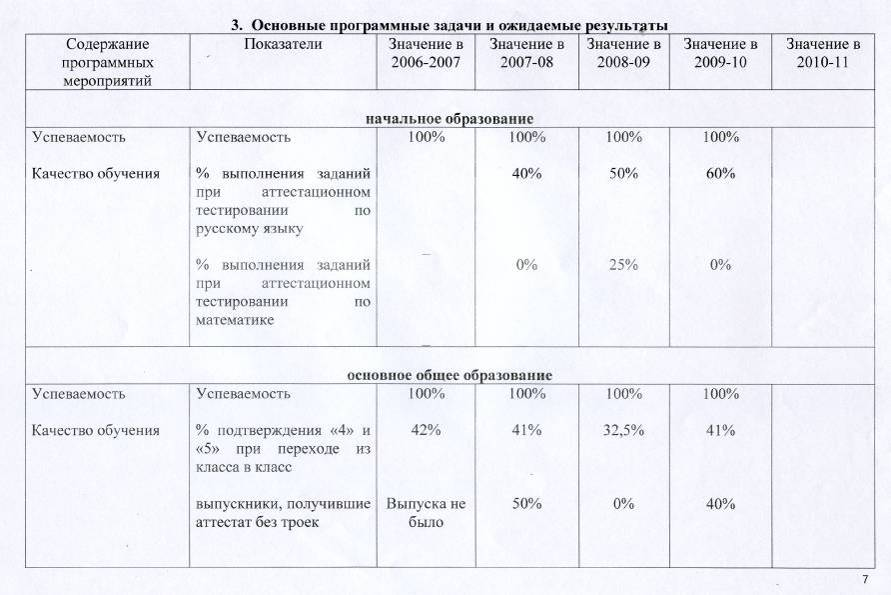 3. Основные программные задачи и ожидаемые результаты
Содержание программных мероприятий Показатели Значение в 2006-2007 Значение в 2007-08 Значение в 2008-09 Значение в 2009-10 Значение в 2010-11
начальное образование
Успеваемость Успеваемость 100% 100% 100% 100%
Качество обучения % выполнения заданий 40% 50% 60%
при аттестационном
тестировании по
русскому языку
–
% выполнения заданий 0% 25% 0%
при аттестационном
тестировании по
математике
–
основное общее образование
Успеваемость Успеваемость 100% 100% 100% 100%
Качество обучения % подтверждения «4» и 42% 41% 32,5% 41%
«5» при переходе из
класса в класс
выпускники, получившие Выпуска не 50% 0% 40%
аттестат без троек было
7